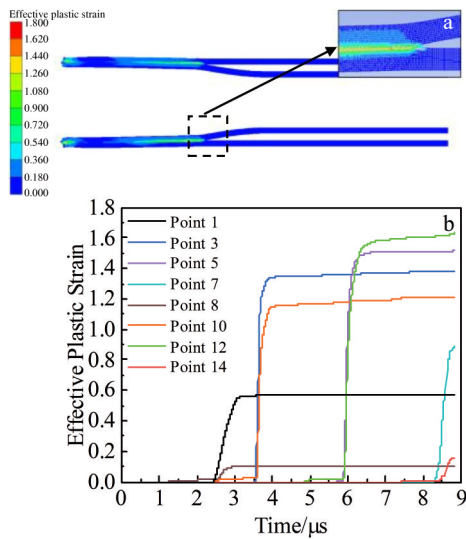 Effective plastic strain
1.800
1.620
1.440
1.260
1.080
0.900
0.720
0.540
0.360
0.180
0.000
a
b
Effective Plastic Strain
1.8
1.6
1.4
1.2
1.0
0.8
0.6
0.4
0.2
0.0
Point 1
Point 3
Point 5
Point 7
Point 8
Point 10
Point 12
Point 14
0 1 2 3 4 5 6 7 8 9
Time/μs